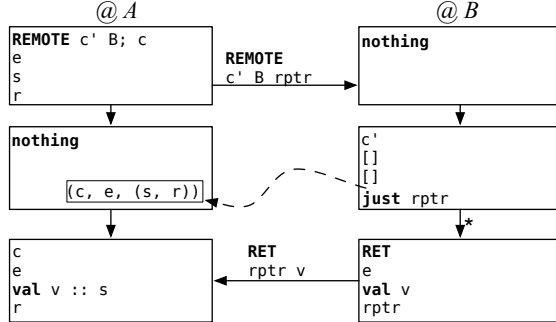 @ A
@ B
REMOTE c' B; c
e
s
r
REMOTE
c' B rptr
nothing
nothing
(c, e, (s, r))
c'
[]
[]
just rptr
*
c
e
val v :: s
r
RET
rptr v
RET
e
val v
rptr